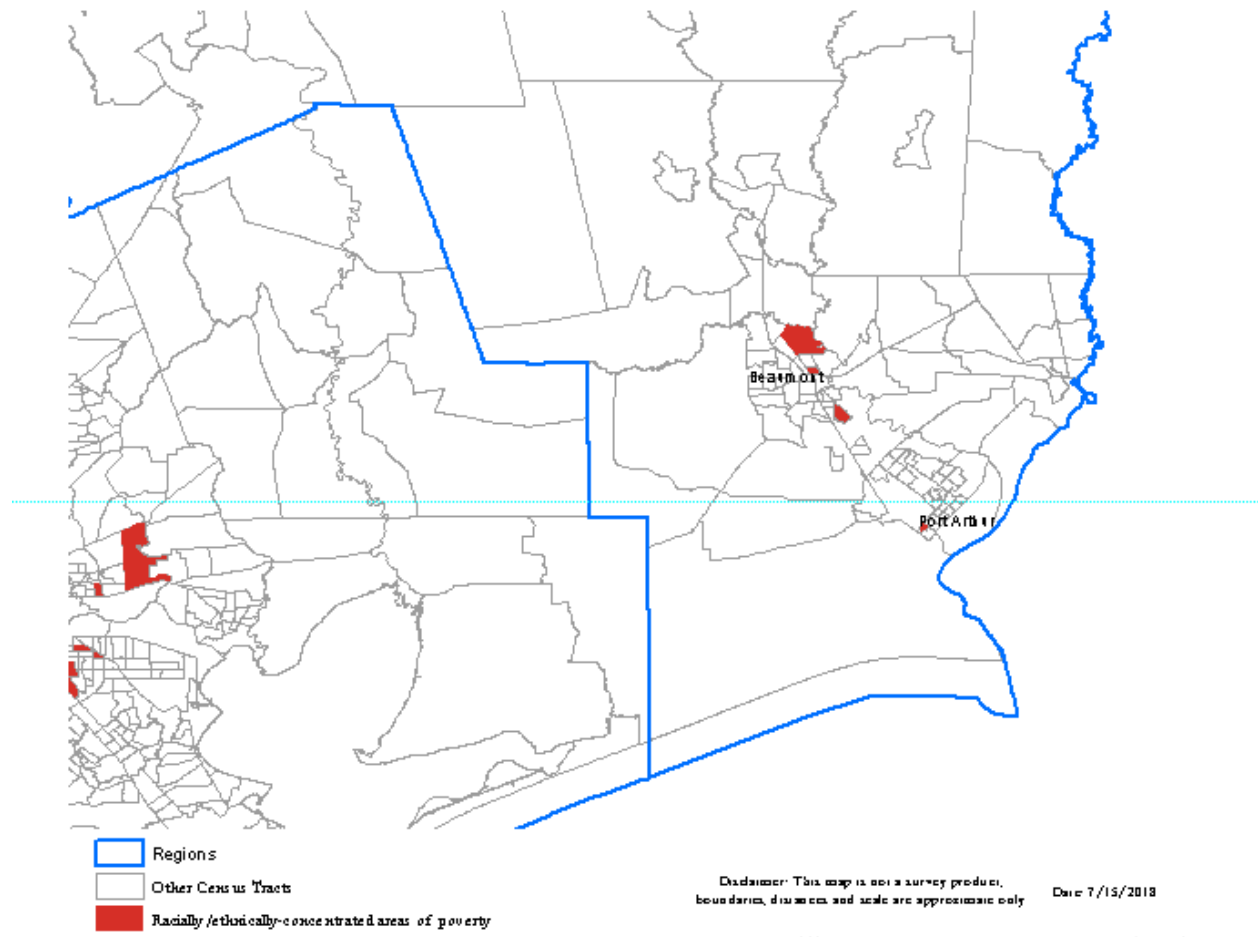 Beaumont
Port Arthur
Regions
Other Census Tracts
Racially/ethnically-concentrated areas of poverty
Disclaimer: This map is not a survey product,
boundaries, distances and scale are approximate only
Date: 7/15/2018